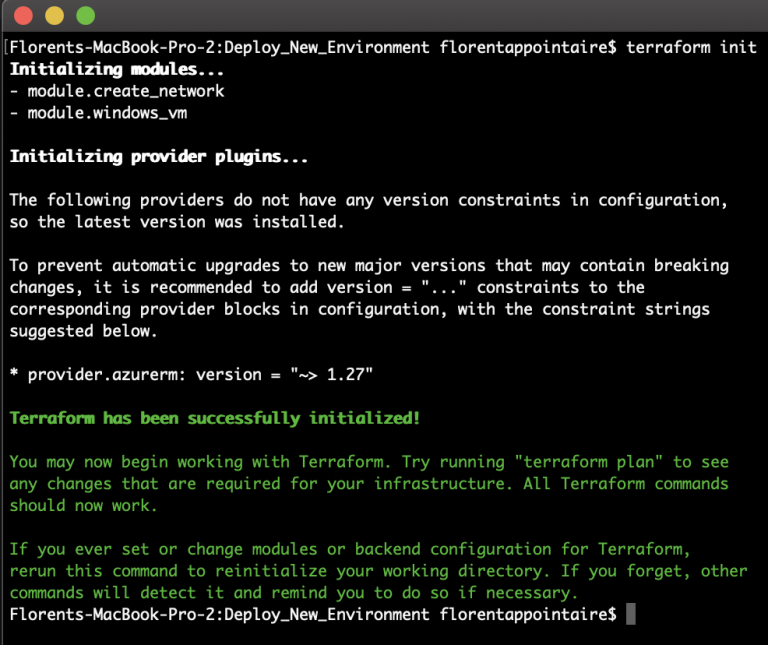 [Florents-MacBook-Pro-2:Deploy_New_Environment florentappointaire$ terraform init
Initializing modules...
- module.create_network
- module.windows_vm
Initializing provider plugins...
The following providers do not have any version constraints in configuration,
so the latest version was installed.
To prevent automatic upgrades to new major versions that may contain breaking
changes, it is recommended to add version = "..." constraints to the
corresponding provider blocks in configuration, with the constraint strings
suggested below.
* provider.azurerm: version = "~> 1.27"
Terraform has been successfully initialized!
You may now begin working with Terraform. Try running "terraform plan" to see
any changes that are required for your infrastructure. All Terraform commands
should now work.
If you ever set or change modules or backend configuration for Terraform,
rerun this command to reinitialize your working directory. If you forget, other
commands will detect it and remind you to do so if necessary.
Florents-MacBook-Pro-2:Deploy_New_Environment florentappointaire$